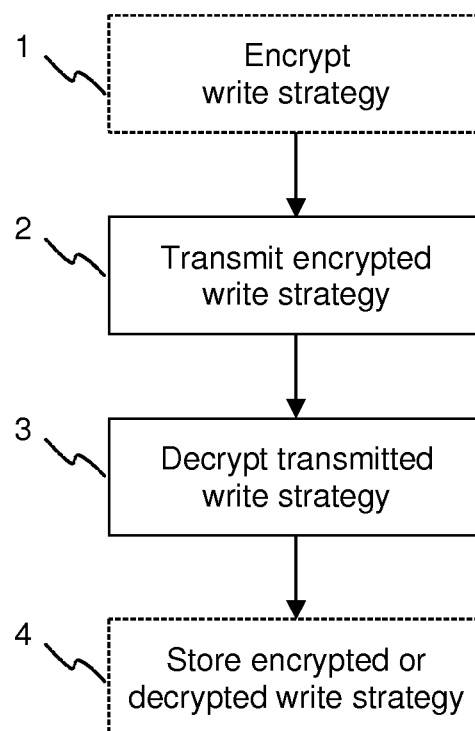 1
Encrypt
write strategy
2
Transmit encrypted
write strategy
3
Decrypt transmitted
write strategy
4
Store encrypted or
decrypted write strategy